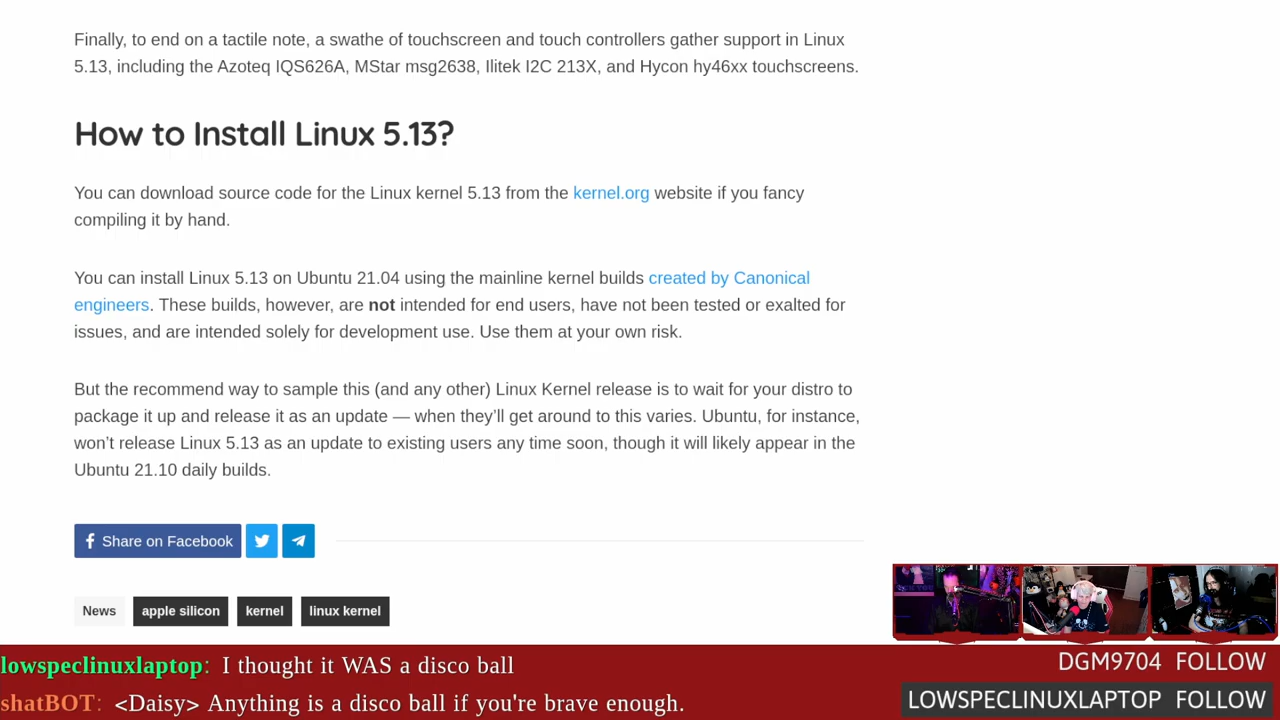 Finally, to end on a tactile note, a swathe of touchscreen and touch controllers gather support in Linux
5.13, including the Azoteq IQS626A, MStar msg2638, Ilitek I2C 213X, and Hycon hy46xx touchscreens.
How to Install Linux 5.13?
You can download source code for the Linux kernel 5.13 from the kernel.org website if you fancy
compiling it by hand.
You can install Linux 5.13 on Ubuntu 21.04 using the mainline kernel builds created by Canonical
engineers. These builds, however, are not intended for end users, have not been tested or exalted for
issues, and are intended solely for development use. Use them at your own risk.
But the recommend way to sample this (and any other) Linux Kernel release is to wait for your distro to
package it up and release it as an update — when they'll get around to this varies. Ubuntu, for instance,
won't release Linux 5.13 as an update to existing users any time soon, though it will likely appear in the
Ubuntu 21.10 daily builds.
Share on Facebook
News apple silicon kernel linux kernel
lowspeclinuxlaptop: I thought it WAS a disco ball
shatBOT: <Daisy> Anything is a disco ball if you're brave enough.
DGM9704 FOLLOW
LOWSPECLINUXLAPTOP FOLLOW